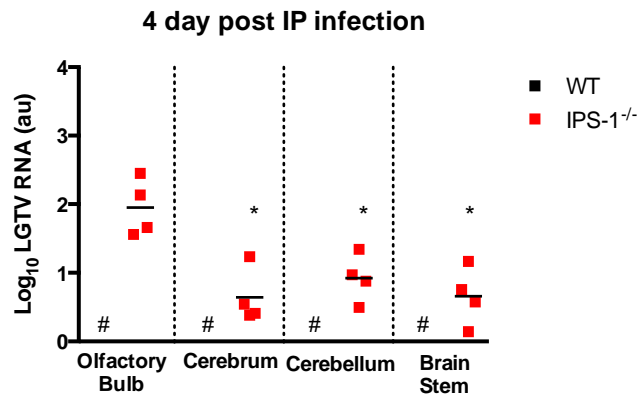 4 day post IP infection
Log₁₀ LGTV RNA (au)
4
3
2
1
0
* * *
# # # #
Olfactory Bulb
Cerebrum
Cerebellum
Brain Stem
WT
IPS-1⁻/⁻